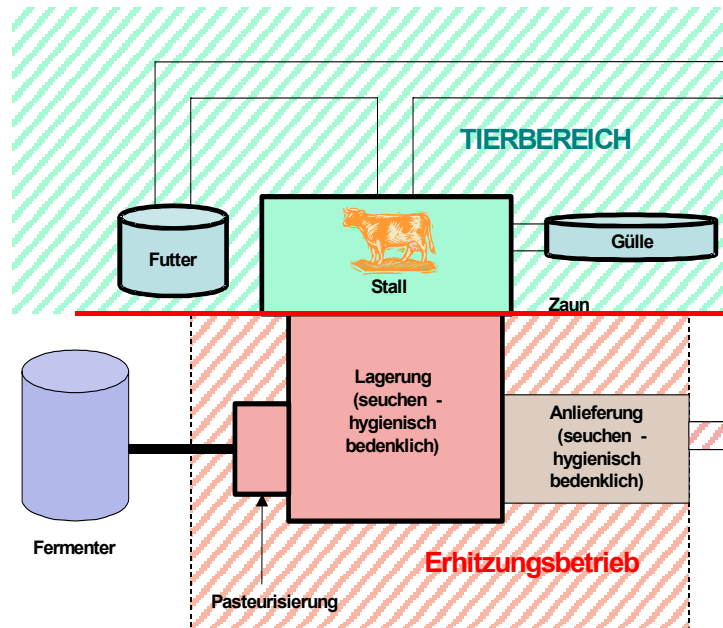 TIERBEREICH
Futter
Stall
Gülle
Zaun
Lagerung
(seuchen -
hygienisch
bedenklich)
Anlieferung
(seuchen -
hygienisch
bedenklich)
Fermenter
Erhitzungsbetrieb
Pasteurisierung